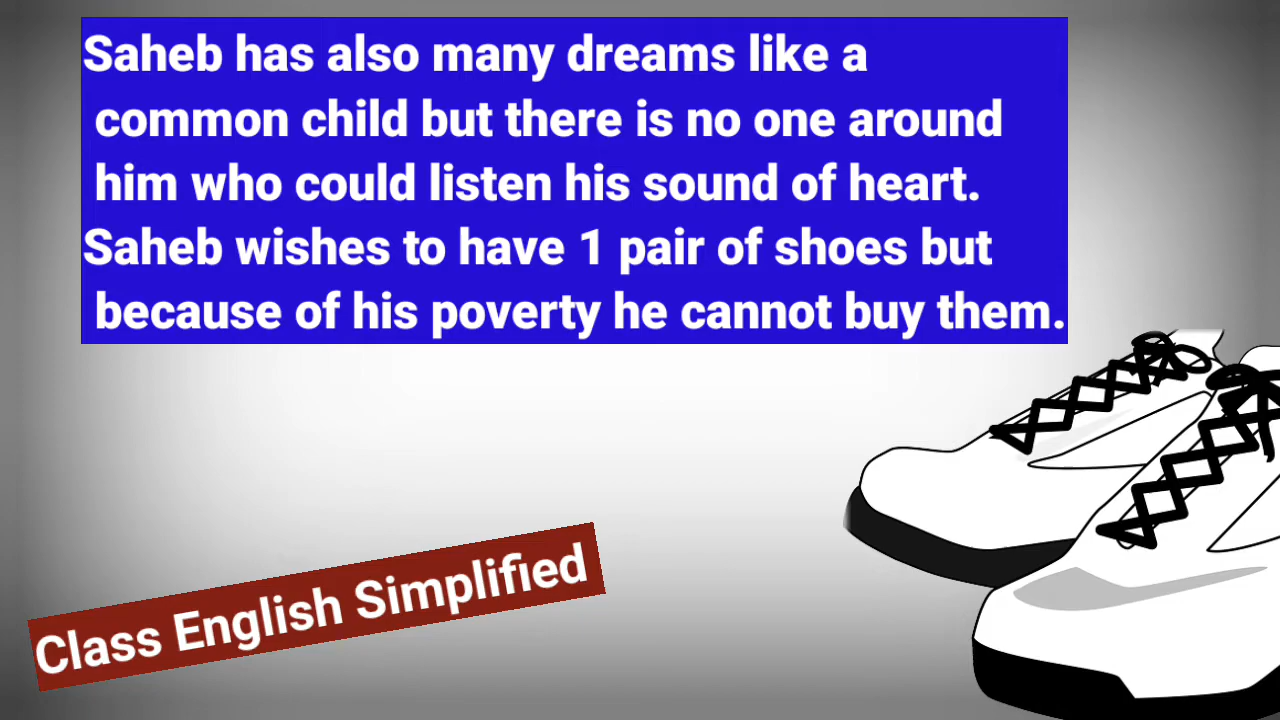 Saheb has also many dreams like a
common child but there is no one around
him who could listen his sound of heart.
Saheb wishes to have 1 pair of shoes but
because of his poverty he cannot buy them.
Class English Simplified